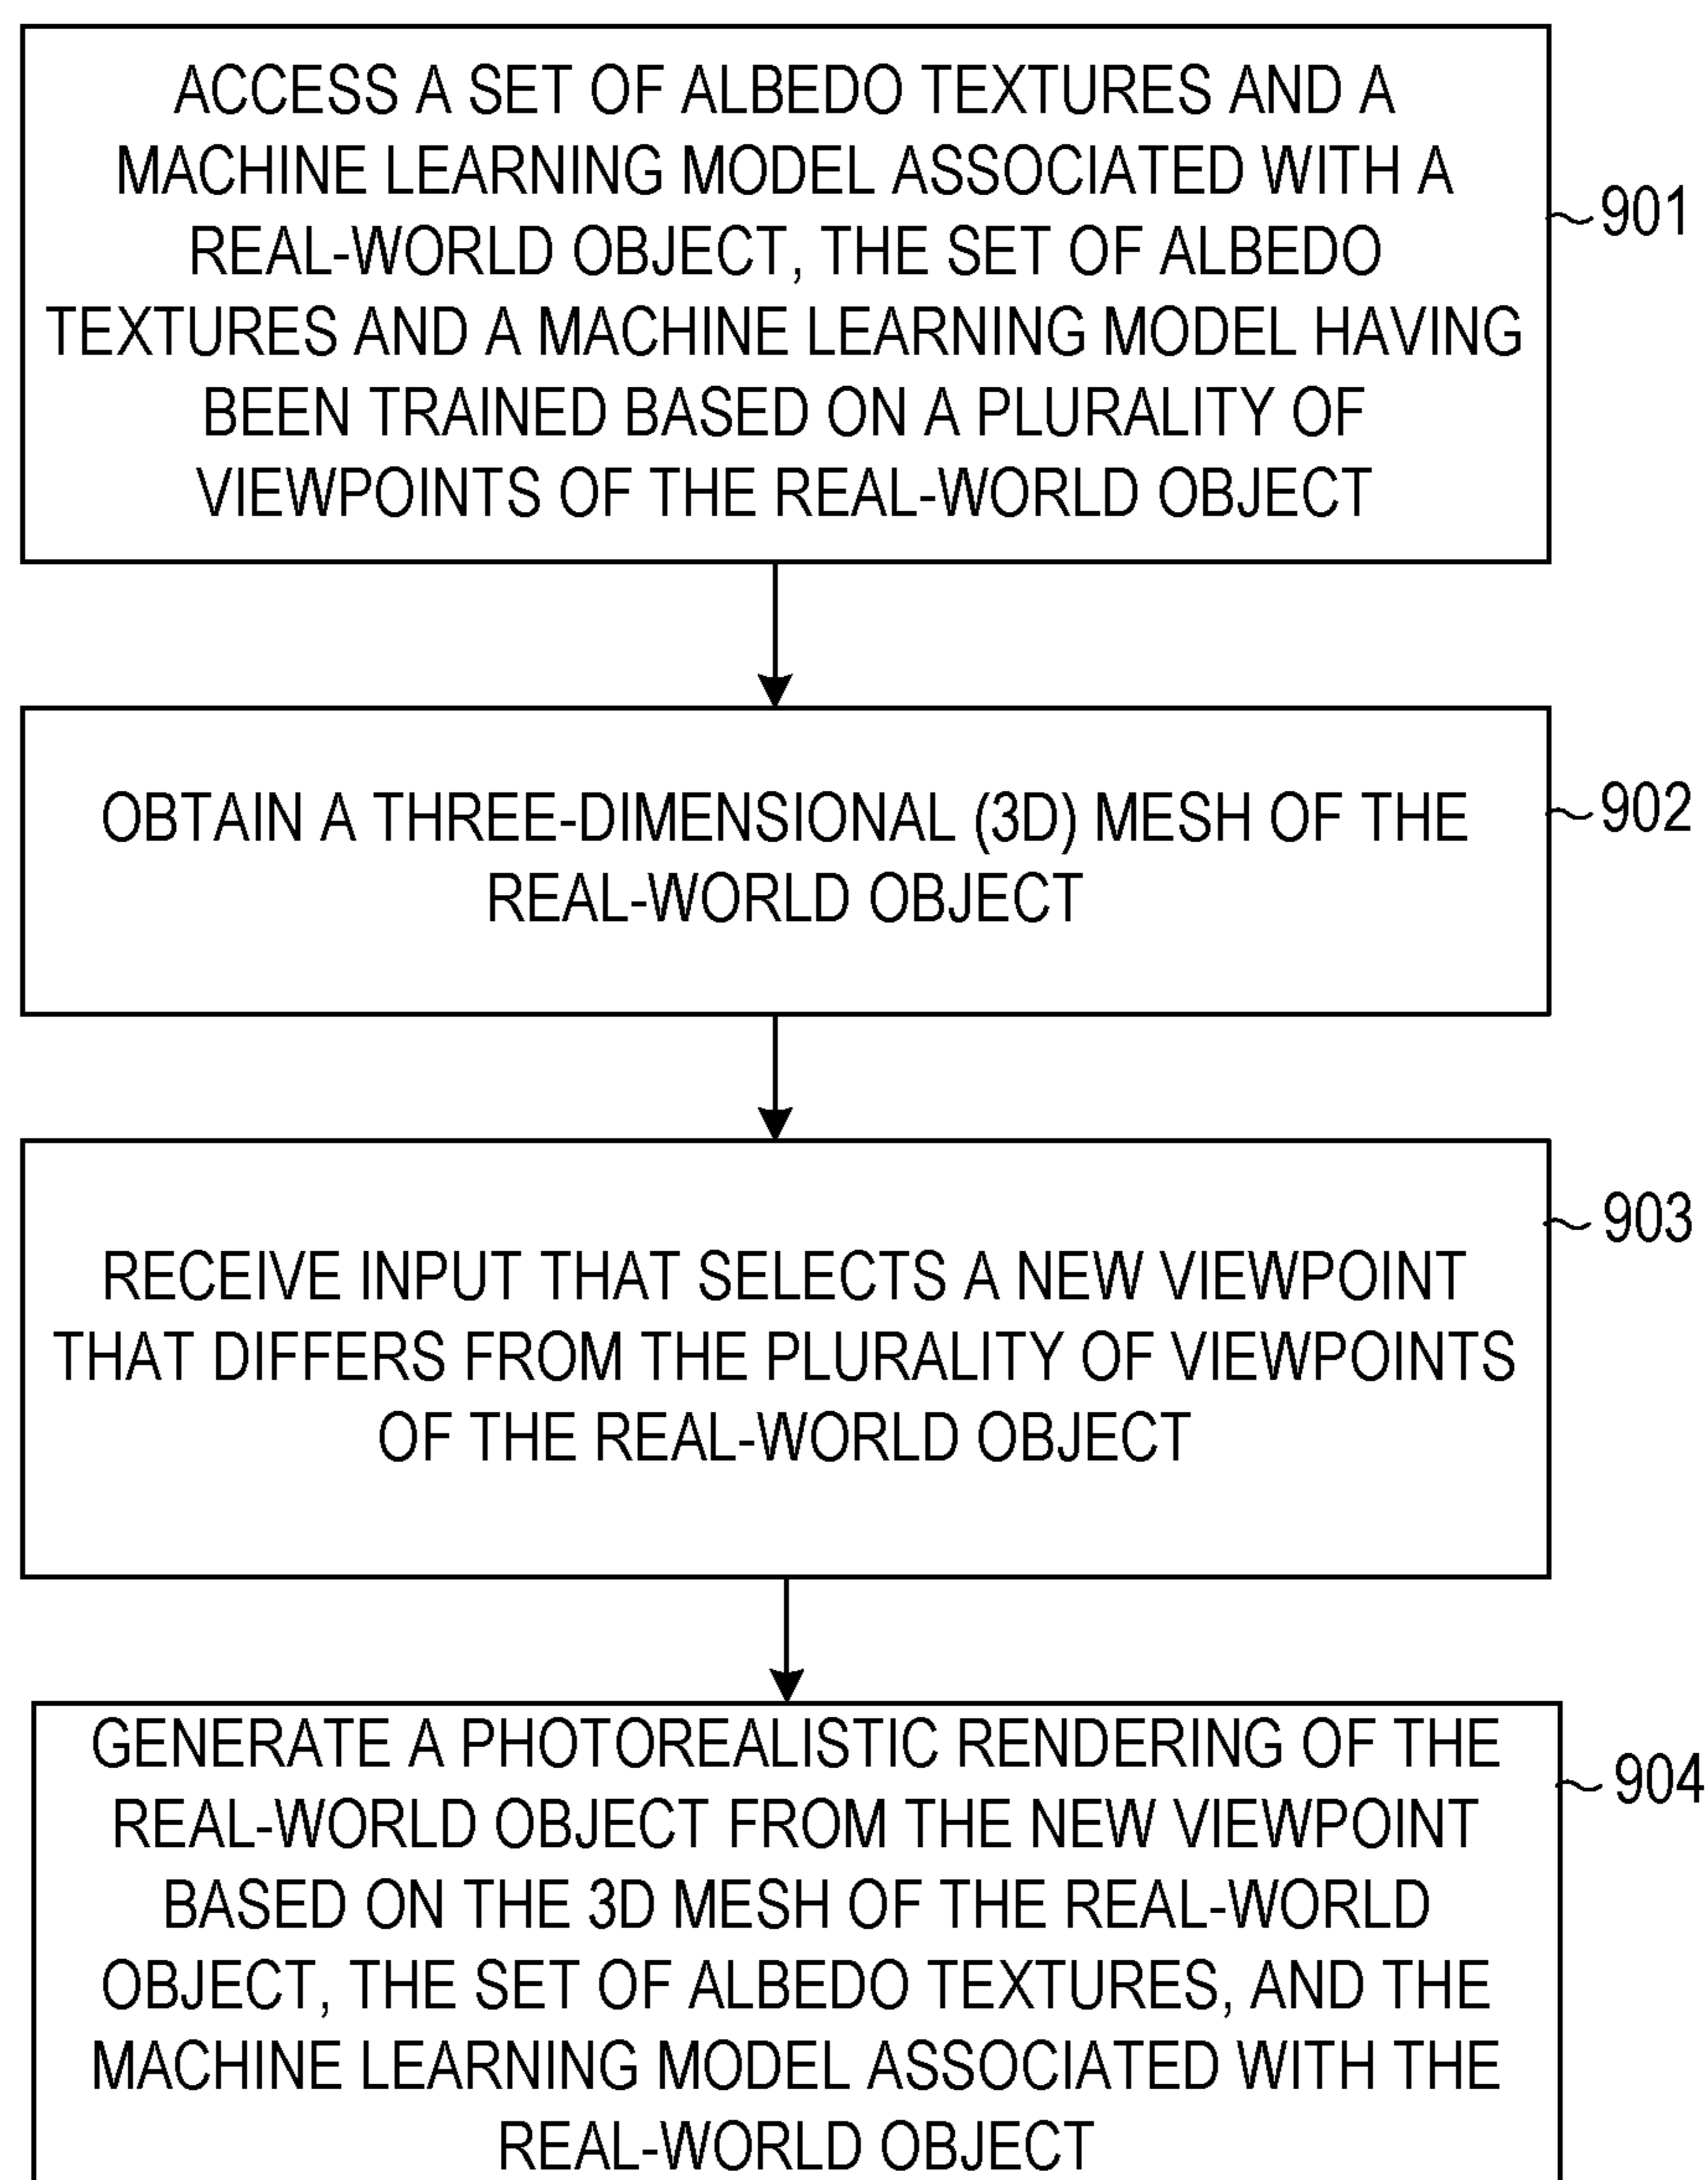 ACCESS A SET OF ALBEDO TEXTURES AND A
MACHINE LEARNING MODEL ASSOCIATED WITH A
REAL-WORLD OBJECT, THE SET OF ALBEDO
TEXTURES AND A MACHINE LEARNING MODEL HAVING
BEEN TRAINED BASED ON A PLURALITY OF
VIEWPOINTS OF THE REAL-WORLD OBJECT
901
OBTAIN A THREE-DIMENSIONAL (3D) MESH OF THE
REAL-WORLD OBJECT
902
RECEIVE INPUT THAT SELECTS A NEW VIEWPOINT
THAT DIFFERS FROM THE PLURALITY OF VIEWPOINTS
OF THE REAL-WORLD OBJECT
903
GENERATE A PHOTOREALISTIC RENDERING OF THE
REAL-WORLD OBJECT FROM THE NEW VIEWPOINT
BASED ON THE 3D MESH OF THE REAL-WORLD
OBJECT, THE SET OF ALBEDO TEXTURES, AND THE
MACHINE LEARNING MODEL ASSOCIATED WITH THE
REAL-WORLD OBJECT
904